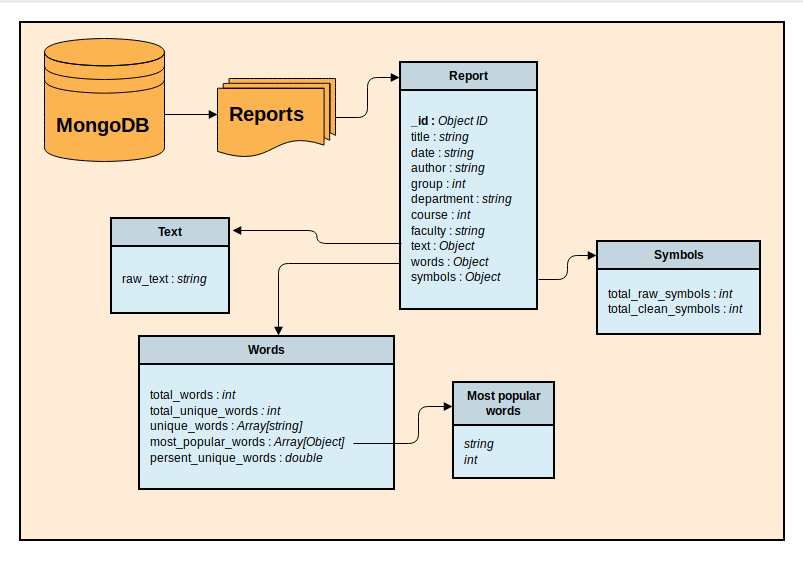 MongoDB
Reports
Report
_id : Object ID
title : string
date : string
author : string
group : int
department : string
course : int
faculty : string
text : Object
words : Object
symbols : Object
Text
raw_text : string
Symbols
total_raw_symbols : int
total_clean_symbols : int
Words
total_words : int
total_unique_words : int
unique_words : Array[string]
most_popular_words : Array[Object]
persent_unique_words : double
Most popular
words
string
int